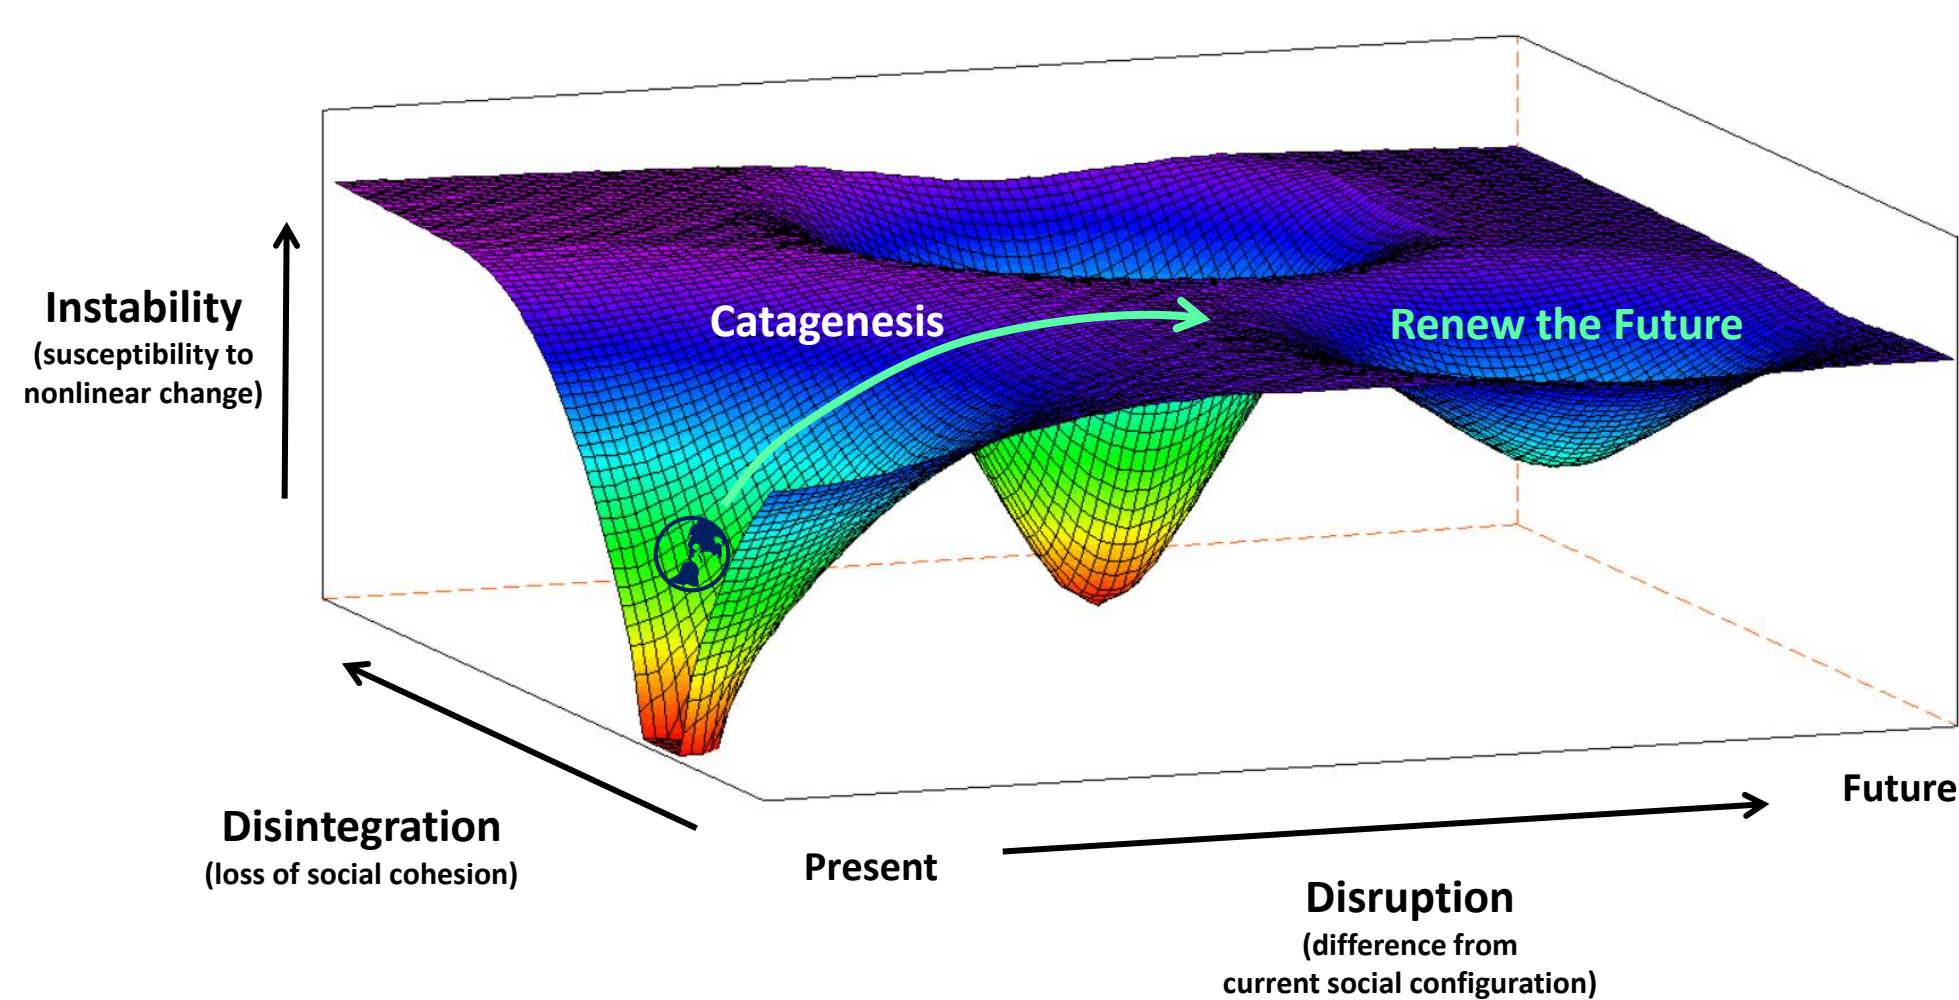 Instability
(susceptibility to
nonlinear change)
Catagenesis
Renew the Future
Disintegration
(loss of social cohesion)
Present
Future
Disruption
(difference from
current social configuration)